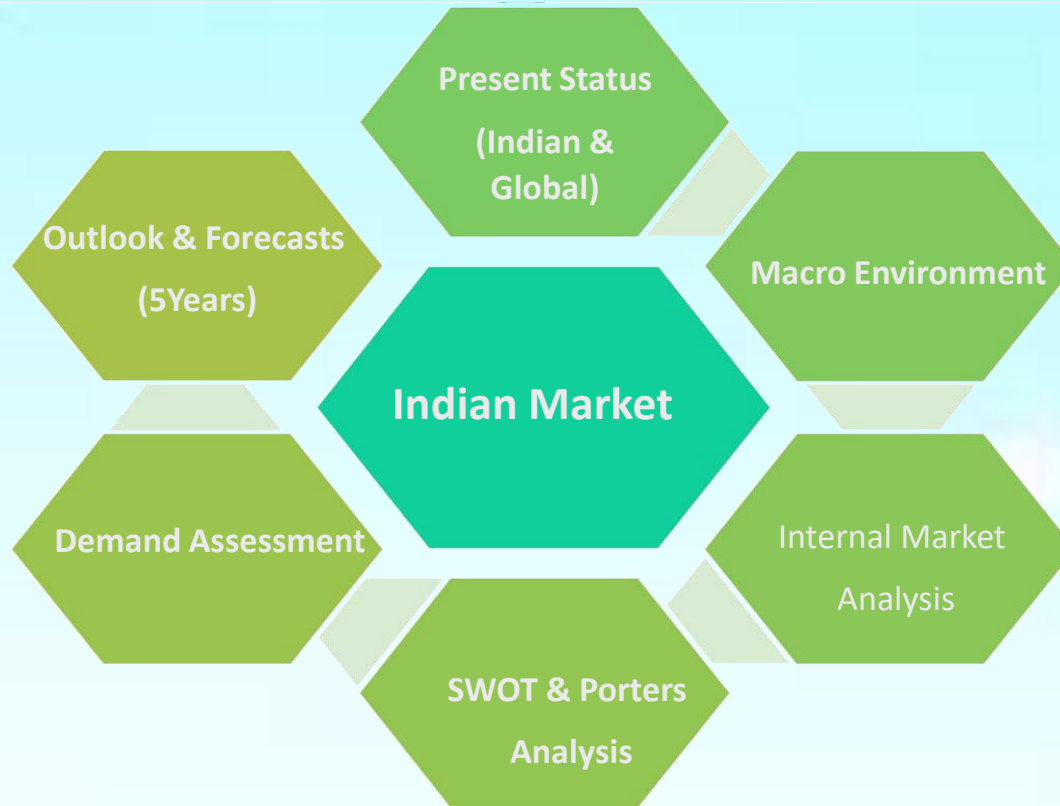 Present Status
(Indian &
Global)
Macro Environment
Internal Market
Analysis
SWOT & Porters
Analysis
Demand Assessment
Outlook & Forecasts
(5Years)
Indian Market